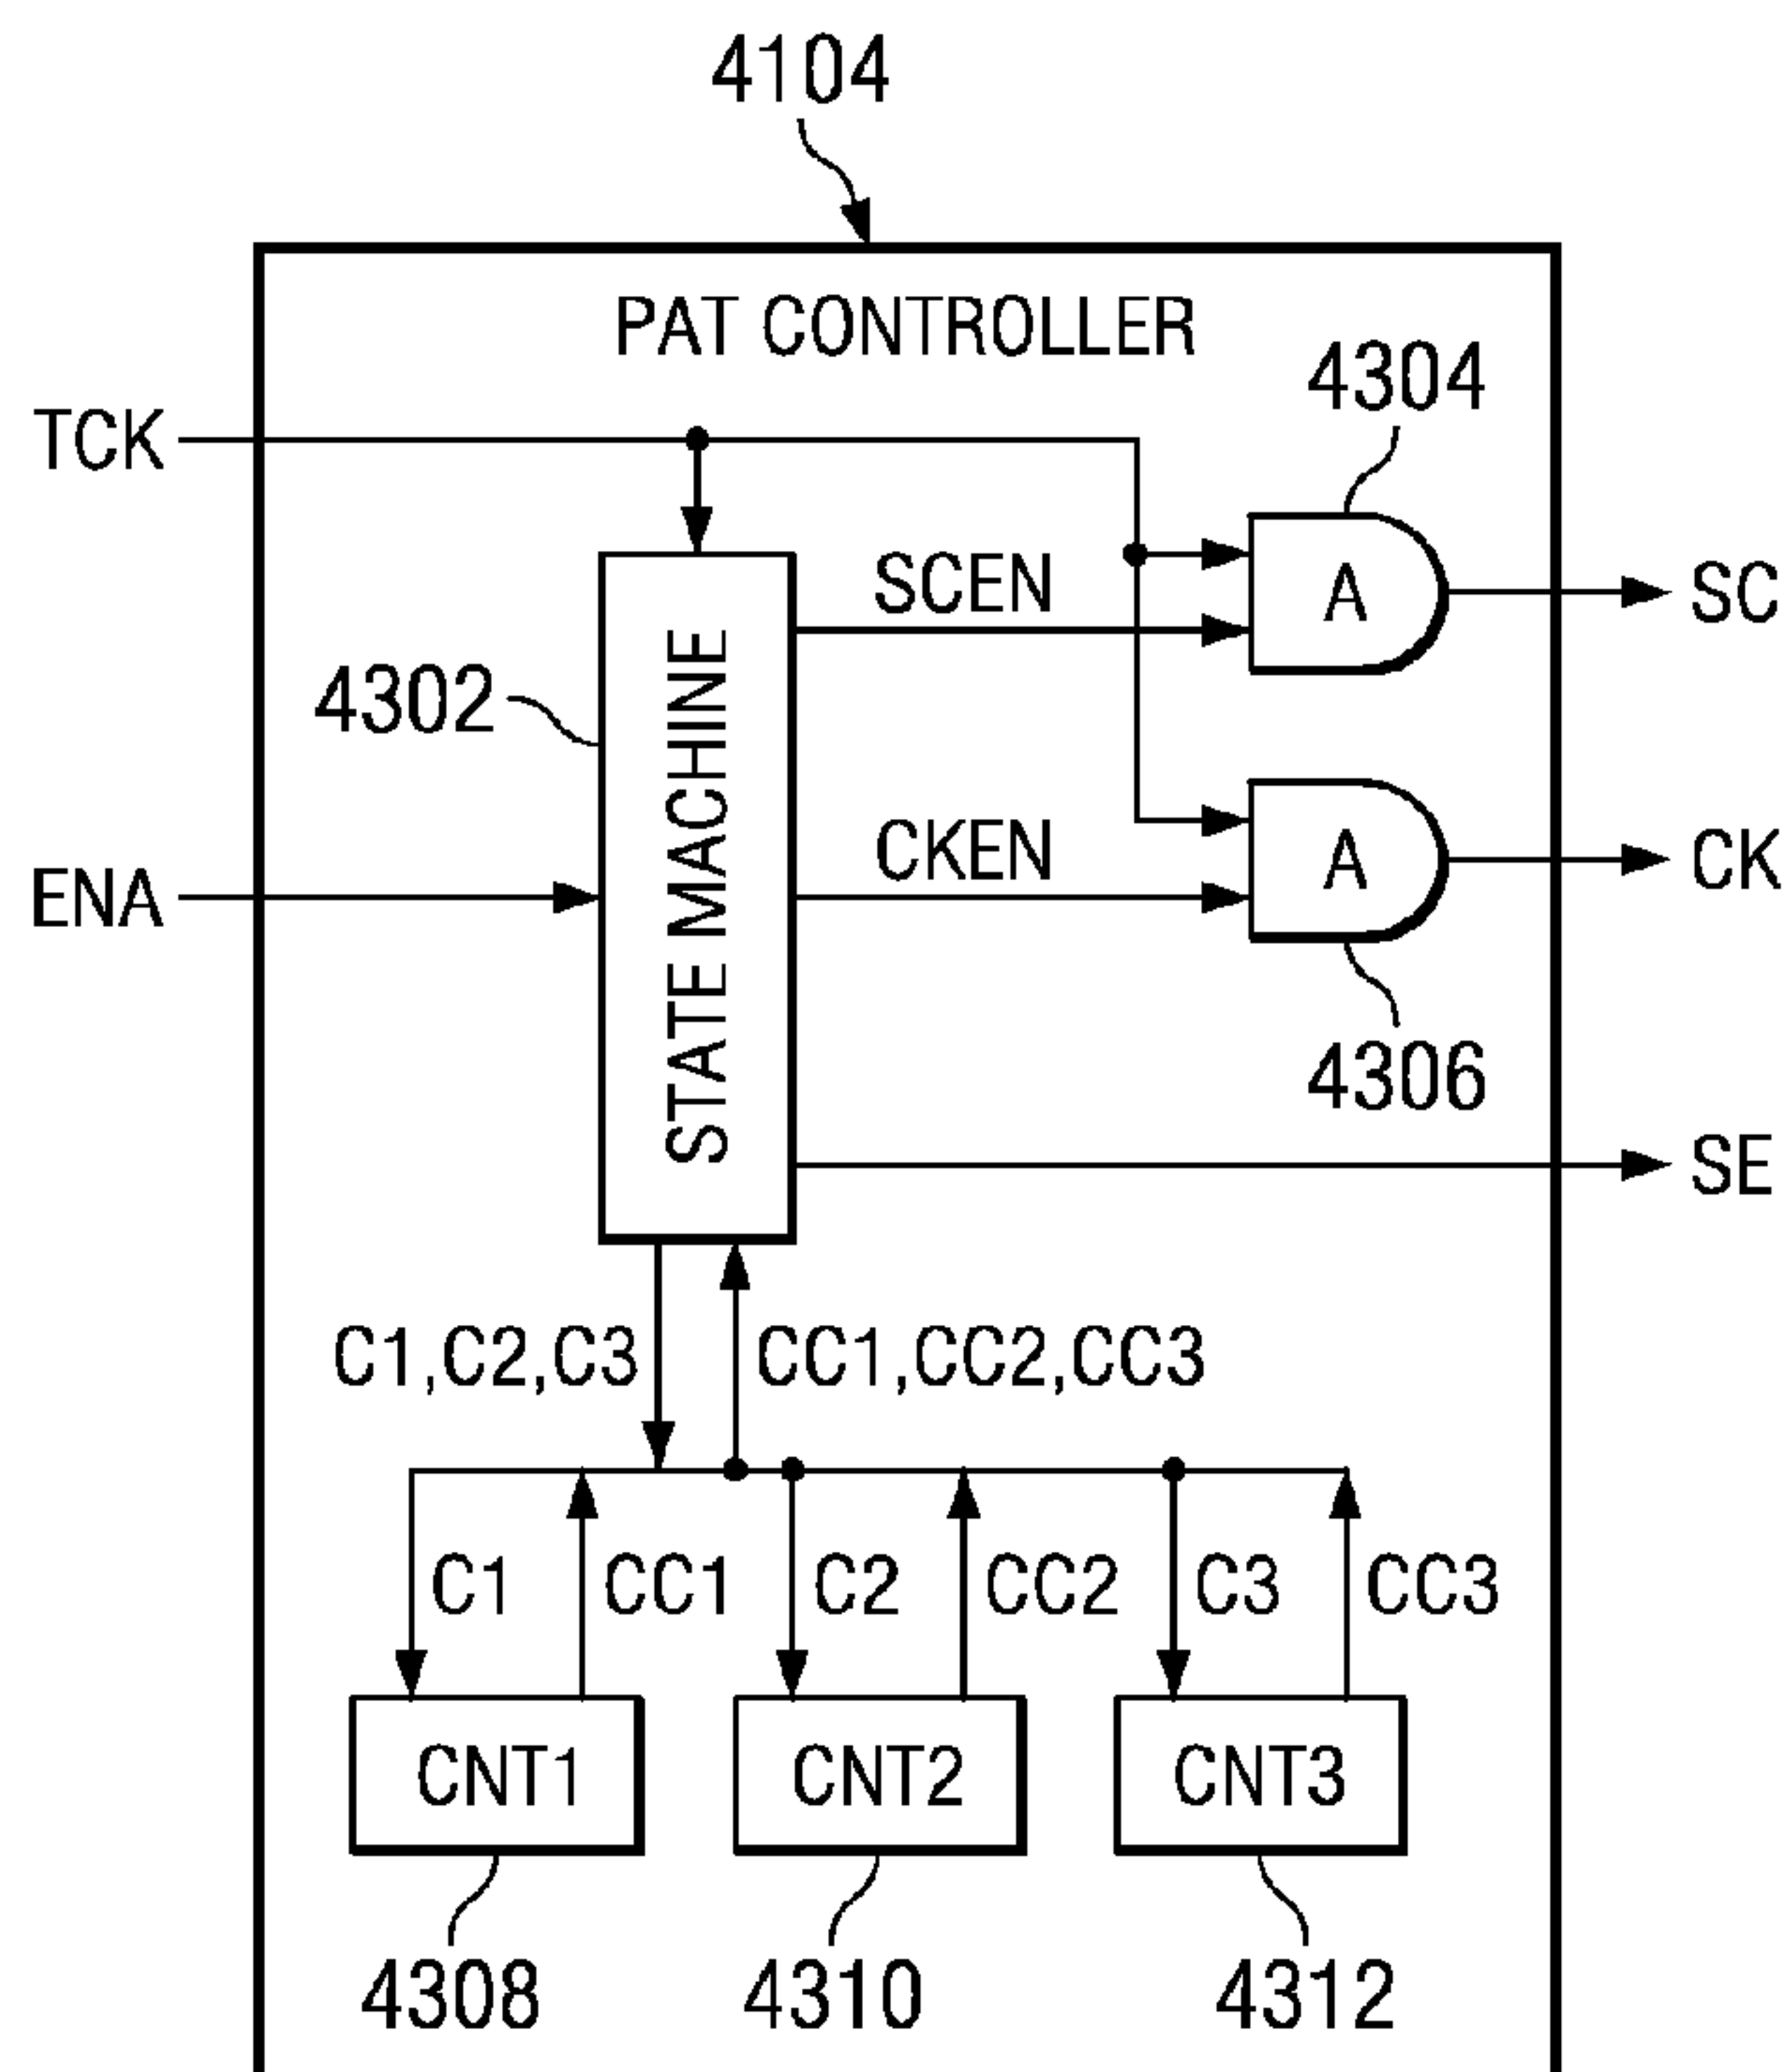 4104
PAT CONTROLLER
4304
TCK
SCEN
A
SC
STATE MACHINE
4302
CKEN
A
CK
ENA
4306
SE
C1,C2,C3
CC1,CC2,CC3
C1
CC1
C2
CC2
C3
CC3
CNT1
CNT2
CNT3
4308
4310
4312